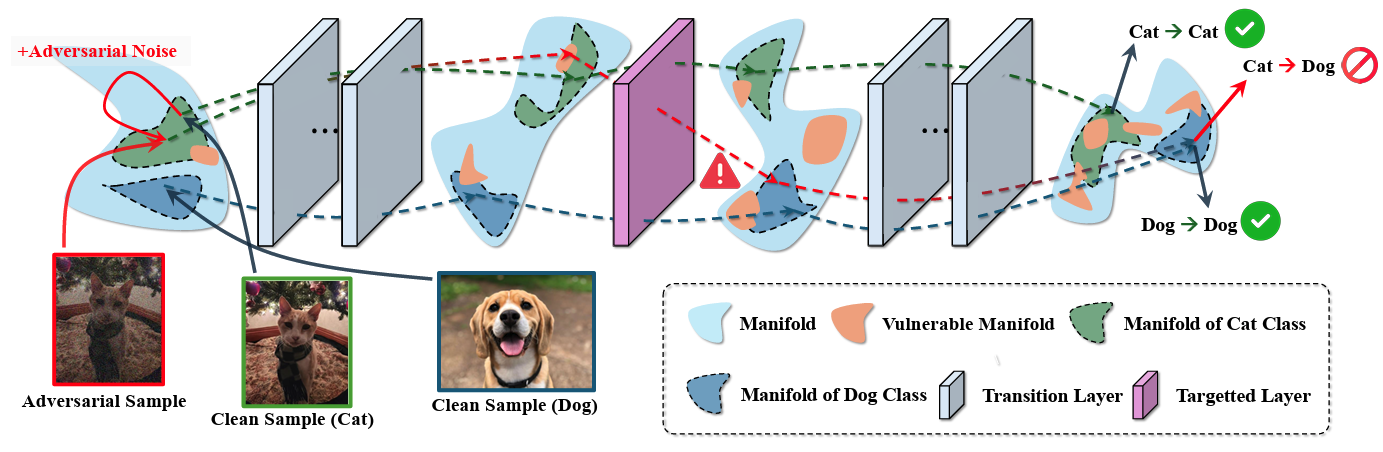 +Adversarial Noise
Cat → Cat
Cat → Dog
Dog → Dog
...
...
Adversarial Sample
Clean Sample (Cat)
Clean Sample (Dog)
Manifold
Vulnerable Manifold
Manifold of Cat Class
Manifold of Dog Class
Transition Layer
Targetted Layer